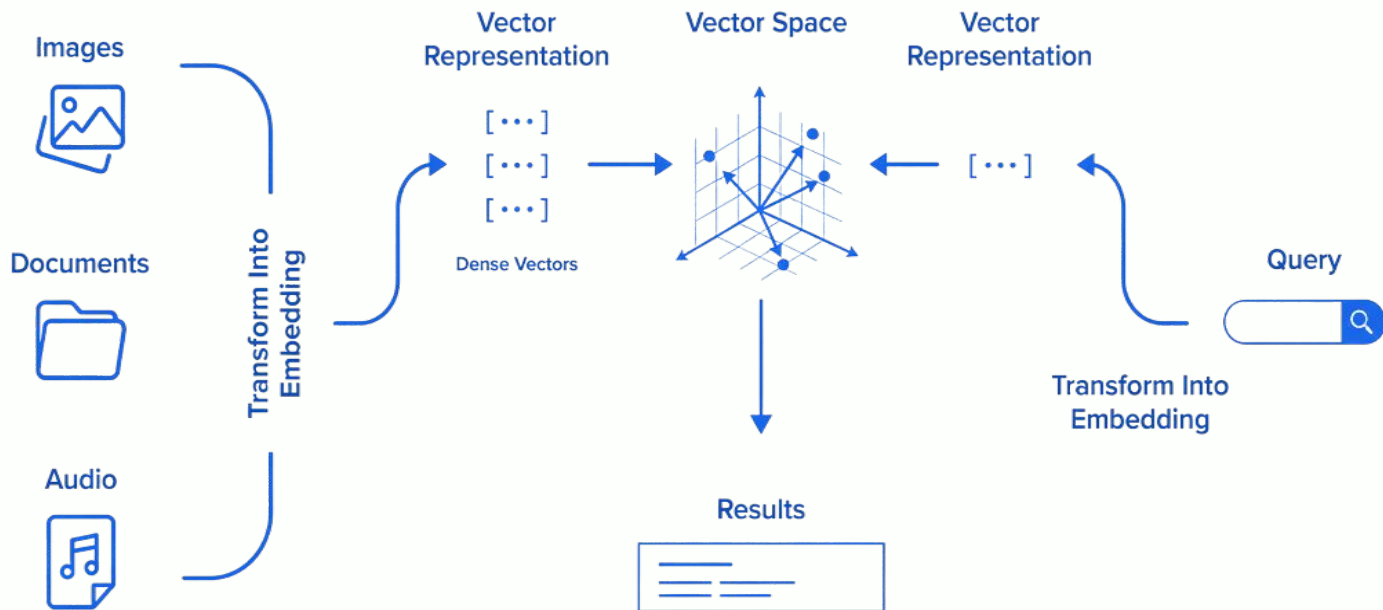 Images
Documents
Audio
Transform Into
Embedding
Vector
Representation
[•••]
[•••]
[•••]
Dense Vectors
Vector Space
Results
Vector
Representation
[•••]
Query
Transform Into
Embedding